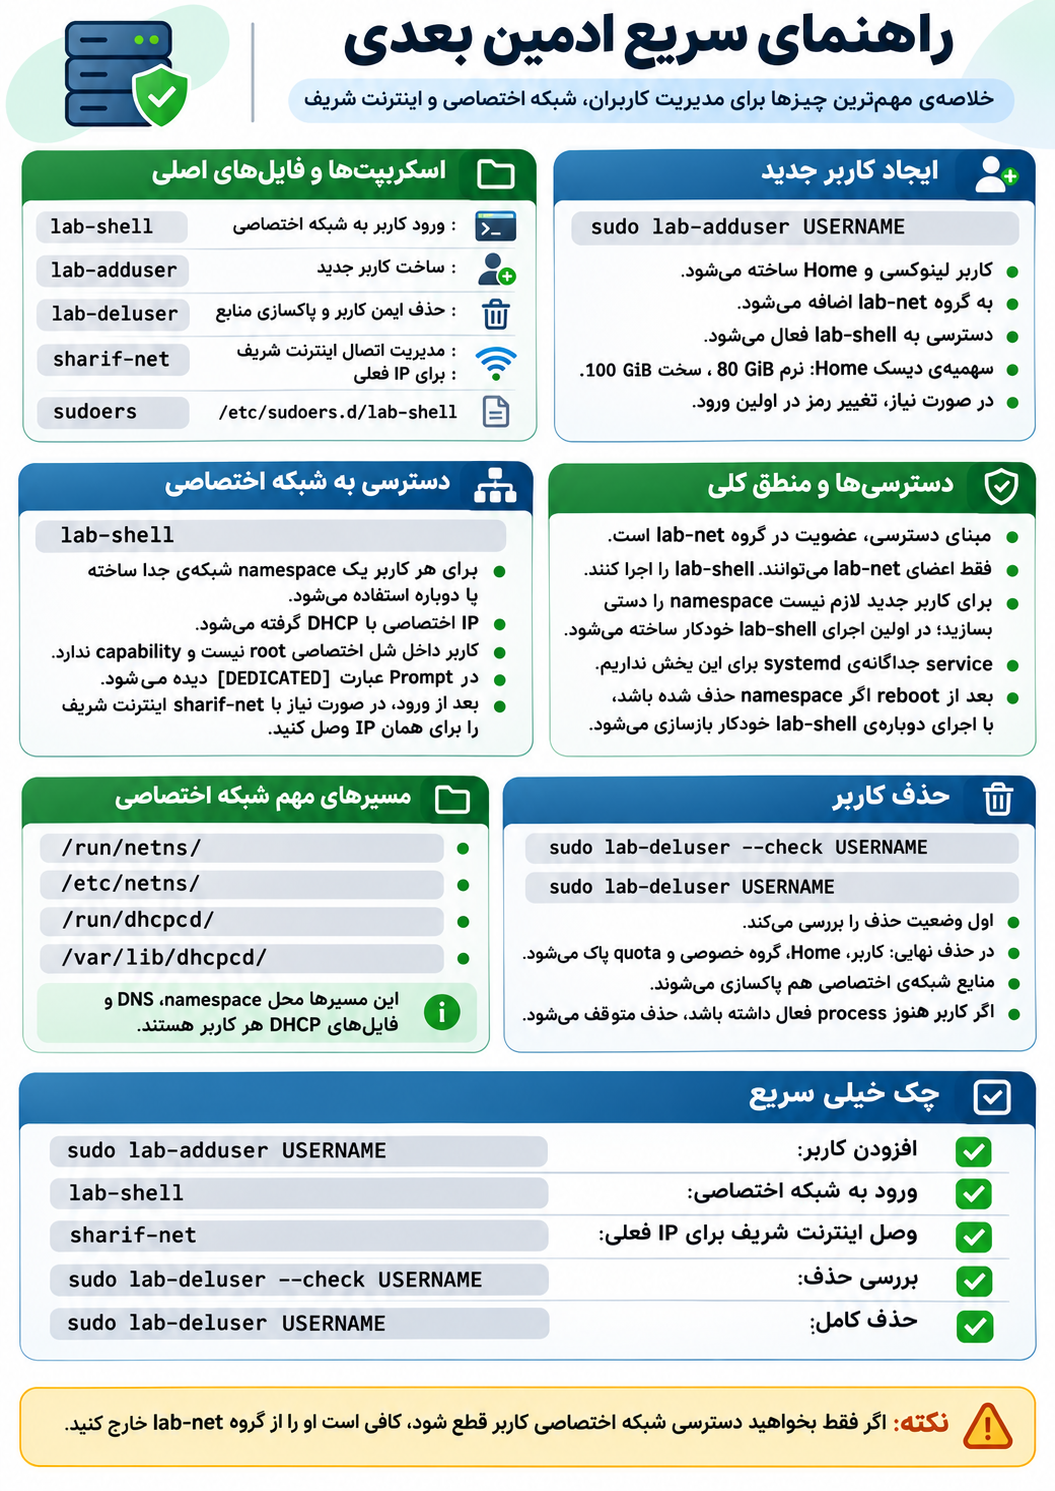 راهنمای سریع ادمین بعدی
خلاصه‌ی مهم‌ترین چیزها برای مدیریت کاربران، شبکه اختصاصی و اینترنت شریف
ایجاد کاربر جدید
sudo lab-adduser USERNAME
کاربر لینوکسی و Home ساخته می‌شود.
به گروه lab-net اضافه می‌شود.
دسترسی به lab-shell فعال می‌شود.
سهمیه‌ی دیسک Home: نرم 80 GiB ، سخت 100 GiB.
در صورت نیاز، تغییر رمز در اولین ورود.
اسکریپت‌ها و فایل‌های اصلی
lab-shell : ورود کاربر به شبکه اختصاصی
lab-adduser : ساخت کاربر جدید
lab-deluser : حذف ایمن کاربر و پاکسازی منابع
sharif-net : مدیریت اتصال اینترنت شریف
: برای IP فعلی
sudoers /etc/sudoers.d/lab-shell
دسترسی‌ها و منطق کلی
مبنای دسترسی، عضویت در گروه lab-net است.
فقط اعضای lab-net می‌توانند. lab-shell را اجرا کنند.
برای کاربر جدید لازم نیست namespace را دستی
بسازید؛ در اولین اجرای lab-shell خودکار ساخته می‌شود.
service جداگانه‌ی systemd برای این بخش نداریم.
بعد از reboot اگر namespace حذف شده باشد،
با اجرای دوباره‌ی lab-shell خودکار بازسازی می‌شود.
دسترسی به شبکه اختصاصی
lab-shell
برای هر کاربر یک namespace شبکه‌ی جدا ساخته
یا دوباره استفاده می‌شود.
IP اختصاصی با DHCP گرفته می‌شود.
کاربر داخل شل اختصاصی root نیست و capability ندارد.
در Prompt عبارت [DEDICATED] دیده می‌شود.
بعد از ورود، در صورت نیاز با sharif-net اینترنت شریف
را برای همان IP وصل کنید.
حذف کاربر
sudo lab-deluser --check USERNAME
sudo lab-deluser USERNAME
اول وضعیت حذف را بررسی می‌کند.
در حذف نهایی: کاربر، Home، گروه خصوصی و quota پاک می‌شود.
منابع شبکه‌ی اختصاصی هم پاکسازی می‌شوند.
اگر کاربر هنوز process فعال داشته باشد، حذف متوقف می‌شود.
مسیرهای مهم شبکه اختصاصی
/run/netns/
/etc/netns/
/run/dhcpcd/
/var/lib/dhcpcd/
این مسیرها محل namespace، DNS و
فایل‌های DHCP هر کاربر هستند.
چک خیلی سریع
افزودن کاربر: sudo lab-adduser USERNAME
ورود به شبکه اختصاصی: lab-shell
وصل اینترنت شریف برای IP فعلی: sharif-net
بررسی حذف: sudo lab-deluser --check USERNAME
حذف کامل: sudo lab-deluser USERNAME
نکته: اگر فقط بخواهید دسترسی شبکه اختصاصی کاربر قطع شود، کافی است او را از گروه lab-net خارج کنید.